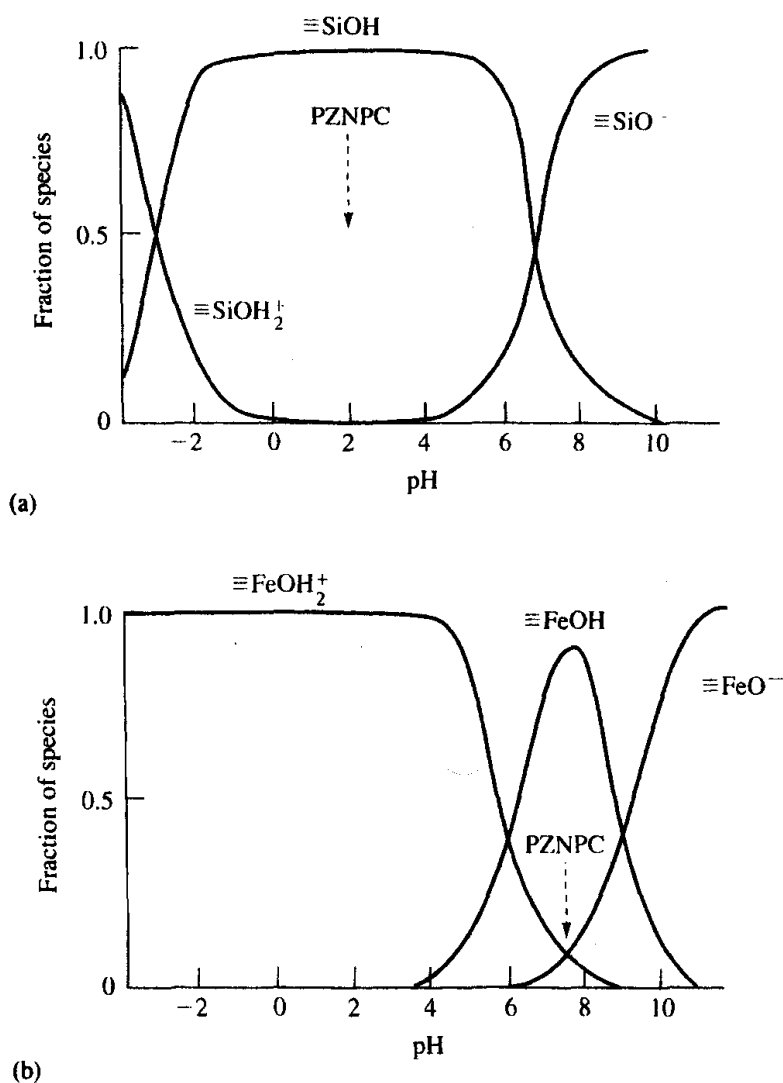 ≡SiOH
1.0
PZNPC
≡SiO
0.5
≡SiOH₂⁺
0
−2 0 2 4 6 8 10
Fraction of species
pH
(a)
≡FeOH₂⁺
1.0
≡FeOH
≡FeO⁻
0.5
PZNPC
0
−2 0 2 4 6 8 10
Fraction of species
pH
(b)